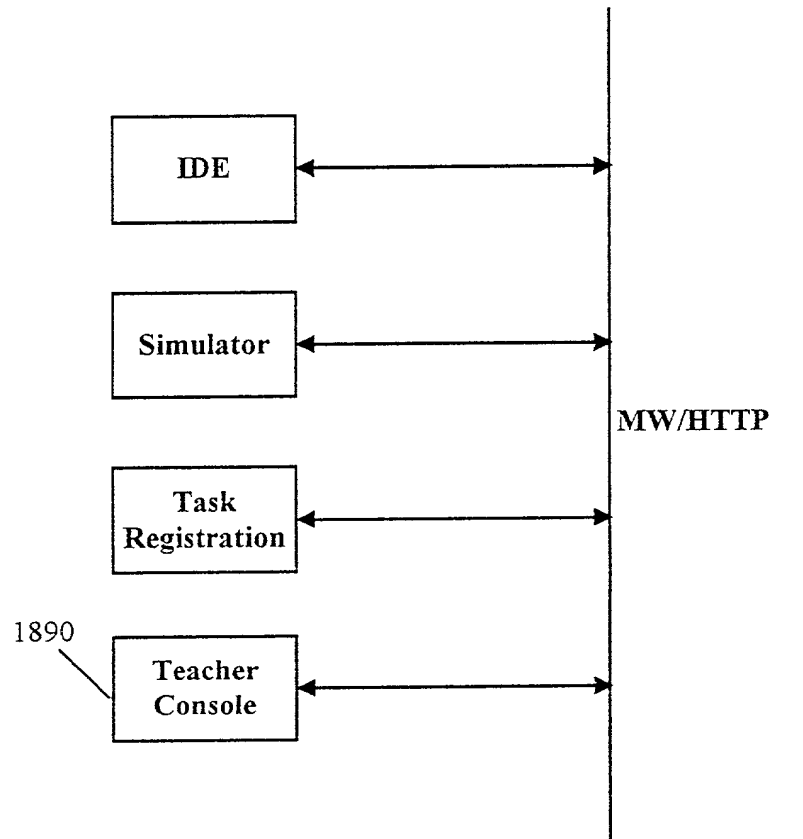 IDE
Simulator
MW/HTTP
Task
Registration
1890
Teacher
Console